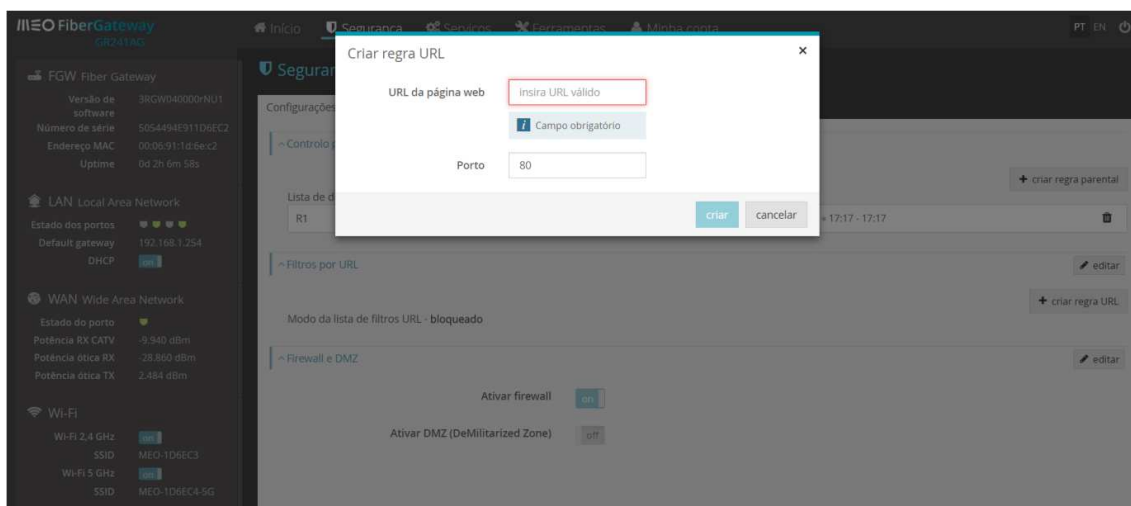 MEO FiberGateway
GR241AG
Início
Segurança
Serviços
Ferramentas
Minha conta
PT EN
FGW Fiber Gateway
Versão de software 3RGW040000rNU1
Número de série 5054494E911D6EC2
Endereço MAC 00:06:91:1d:6e:c2
Uptime 0d 2h 6m 58s
LAN Local Area Network
Estado dos portos
Default gateway 192.168.1.254
DHCP on
WAN Wide Area Network
Estado do porto
Potência RX CATV -9.940 dBm
Potência ótica RX -28.860 dBm
Potência ótica TX 2.484 dBm
Wi-Fi
Wi-Fi 2,4 GHz on
SSID MEO-1D6EC3
Wi-Fi 5 GHz on
SSID MEO-1D6EC4-5G
Segurar
Configurações
Controlo p
criar regra parental
Lista de d
R1
17:17 - 17:17
Criar regra URL
×
URL da página web insira URL válido
i Campo obrigatório
Porto 80
criar cancelar
Filtros por URL
editar
criar regra URL
Modo da lista de filtros URL - bloqueado
Firewall e DMZ
editar
Ativar firewall on
Ativar DMZ (DeMilitarized Zone) off